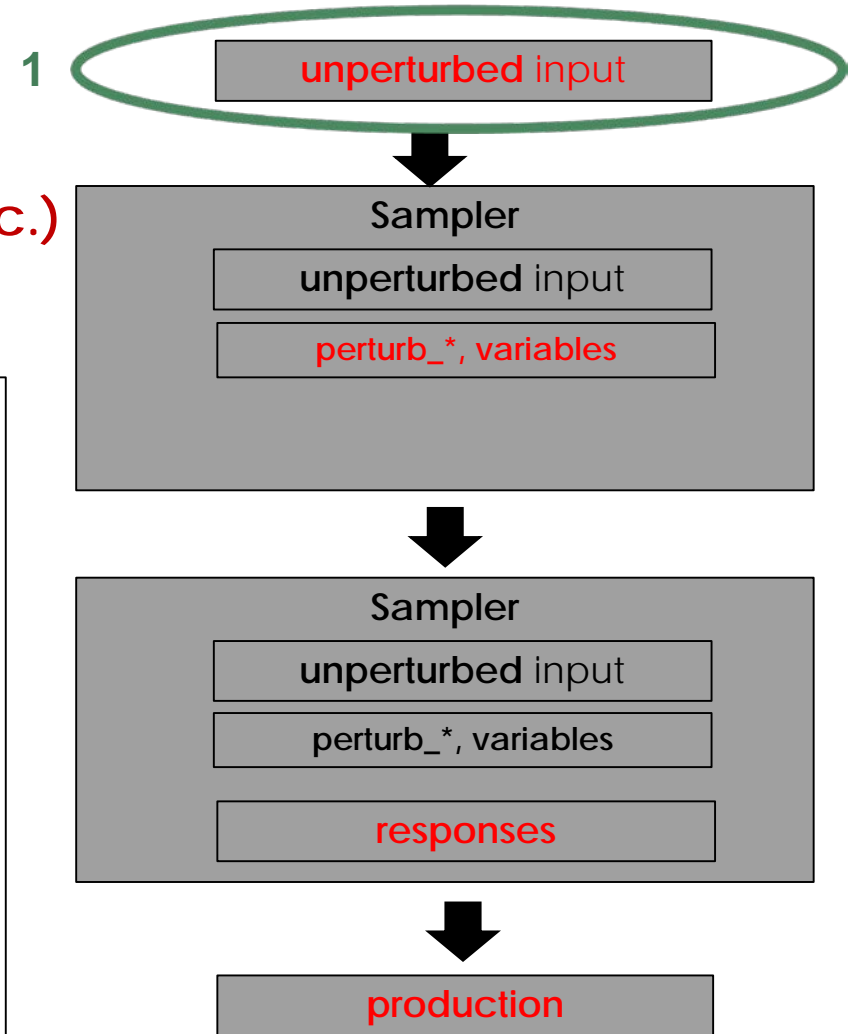 1
unperturbed input
c.)
Sampler
unperturbed input
perturb_*, variables
Sampler
unperturbed input
perturb_*, variables
responses
production